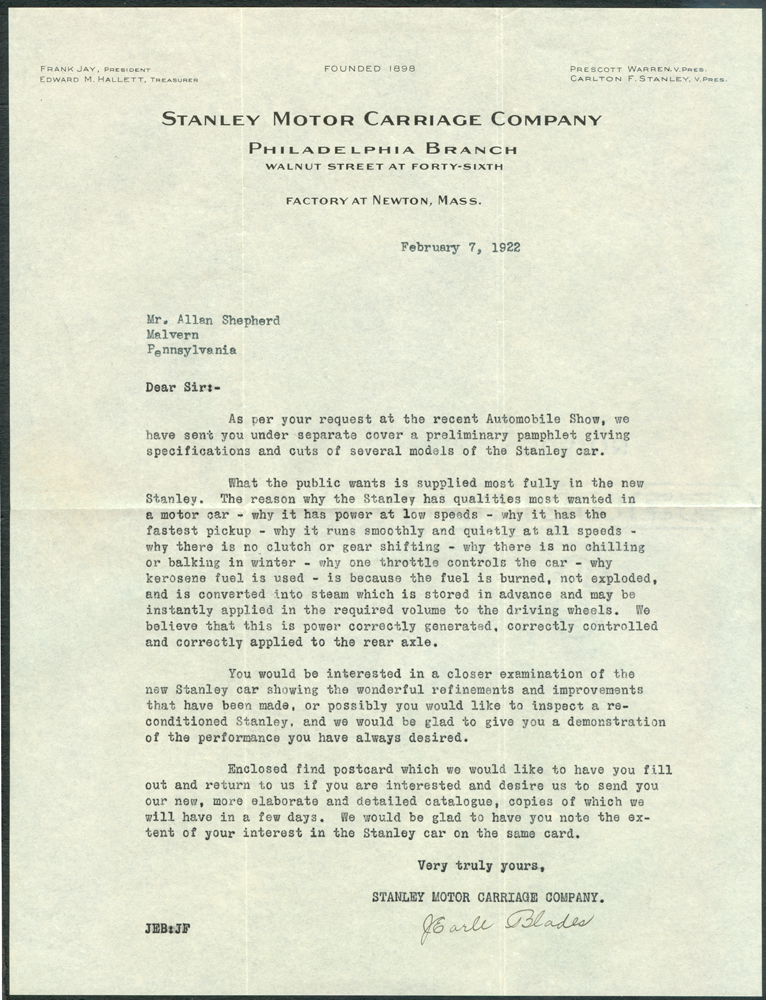 FRANK JAY, PRESIDENT
EDWARD M. HALLETT, TREASURER
FOUNDED 1898
PRESCOTT WARREN, V. PRES.
CARLTON F. STANLEY, V. PRES.
STANLEY MOTOR CARRIAGE COMPANY
PHILADELPHIA BRANCH
WALNUT STREET AT FORTY-SIXTH
FACTORY AT NEWTON, MASS.
February 7, 1922
Mr. Allan Shepherd
Malvern
Pennsylvania
Dear Sir:-
As per your request at the recent Automobile Show, we
have sent you under separate cover a preliminary pamphlet giving
specifications and cuts of several models of the Stanley car.
What the public wants is supplied most fully in the new
Stanley. The reason why the Stanley has qualities most wanted in
a motor car - why it has power at low speeds - why it has the
fastest pickup - why it runs smoothly and quietly at all speeds -
why there is no clutch or gear shifting - why there is no chilling
or balking in winter - why one throttle controls the car - why
kerosene fuel is used - is because the fuel is burned, not exploded,
and is converted into steam which is stored in advance and may be
instantly applied in the required volume to the driving wheels. We
believe that this is power correctly generated, correctly controlled
and correctly applied to the rear axle.
You would be interested in a closer examination of the
new Stanley car showing the wonderful refinements and improvements
that have been made, or possibly you would like to inspect a re-
conditioned Stanley, and we would be glad to give you a demonstration
of the performance you have always desired.
Enclosed find postcard which we would like to have you fill
out and return to us if you are interested and desire us to send you
our new, more elaborate and detailed catalogue, copies of which we
will have in a few days. We would be glad to have you note the ex-
tent of your interest in the Stanley car on the same card.
Very truly yours,
STANLEY MOTOR CARRIAGE COMPANY.
J Earle Blades
JEB:JF